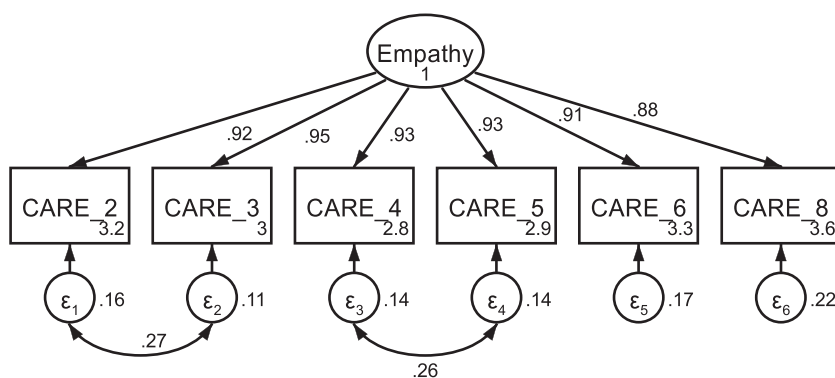 Empathy
1
.92 .95 .93 .93 .91 .88
CARE_2 CARE_3 CARE_4 CARE_5 CARE_6 CARE_8
3.2 3 2.8 2.9 3.3 3.6
ε1 .16 ε2 .11 ε3 .14 ε4 .14 ε5 .17 ε6 .22
.27 .26